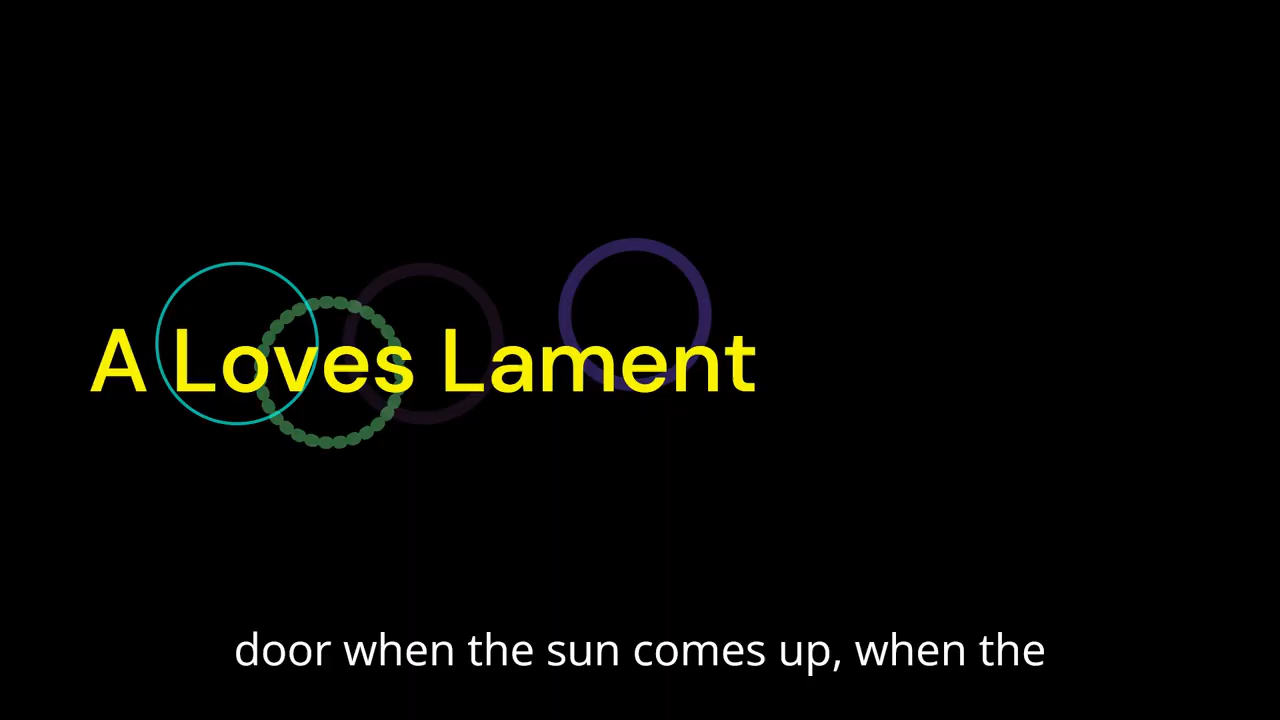 A Loves Lament
door when the sun comes up, when the